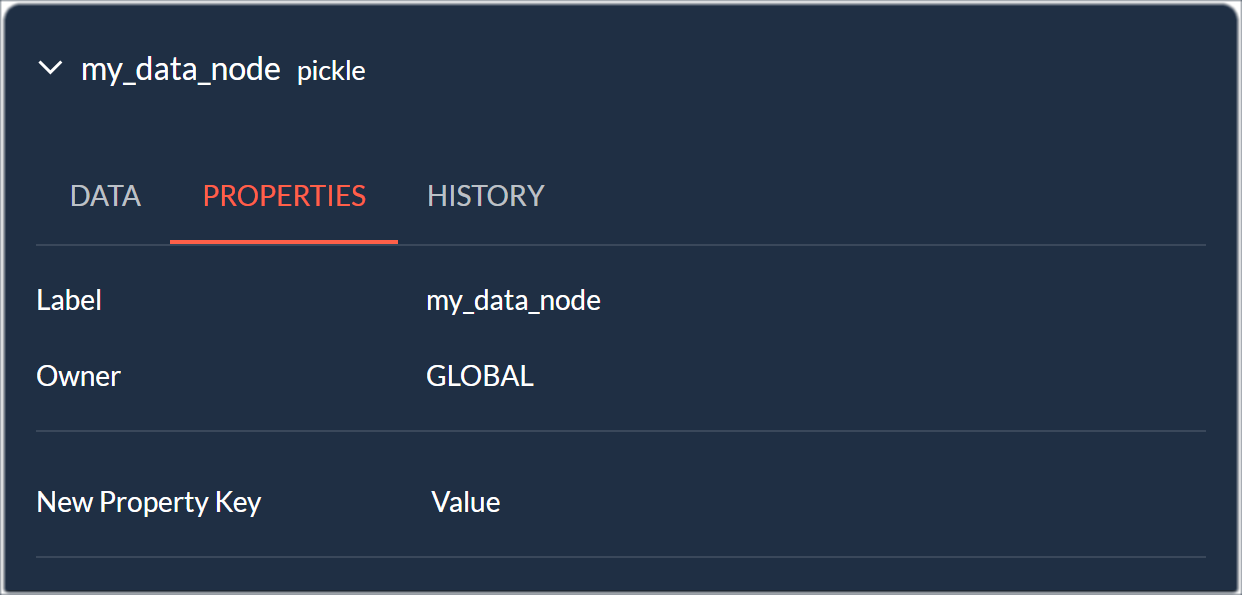 my_data_node pickle
DATA PROPERTIES HISTORY
Label my_data_node
Owner GLOBAL
New Property Key Value